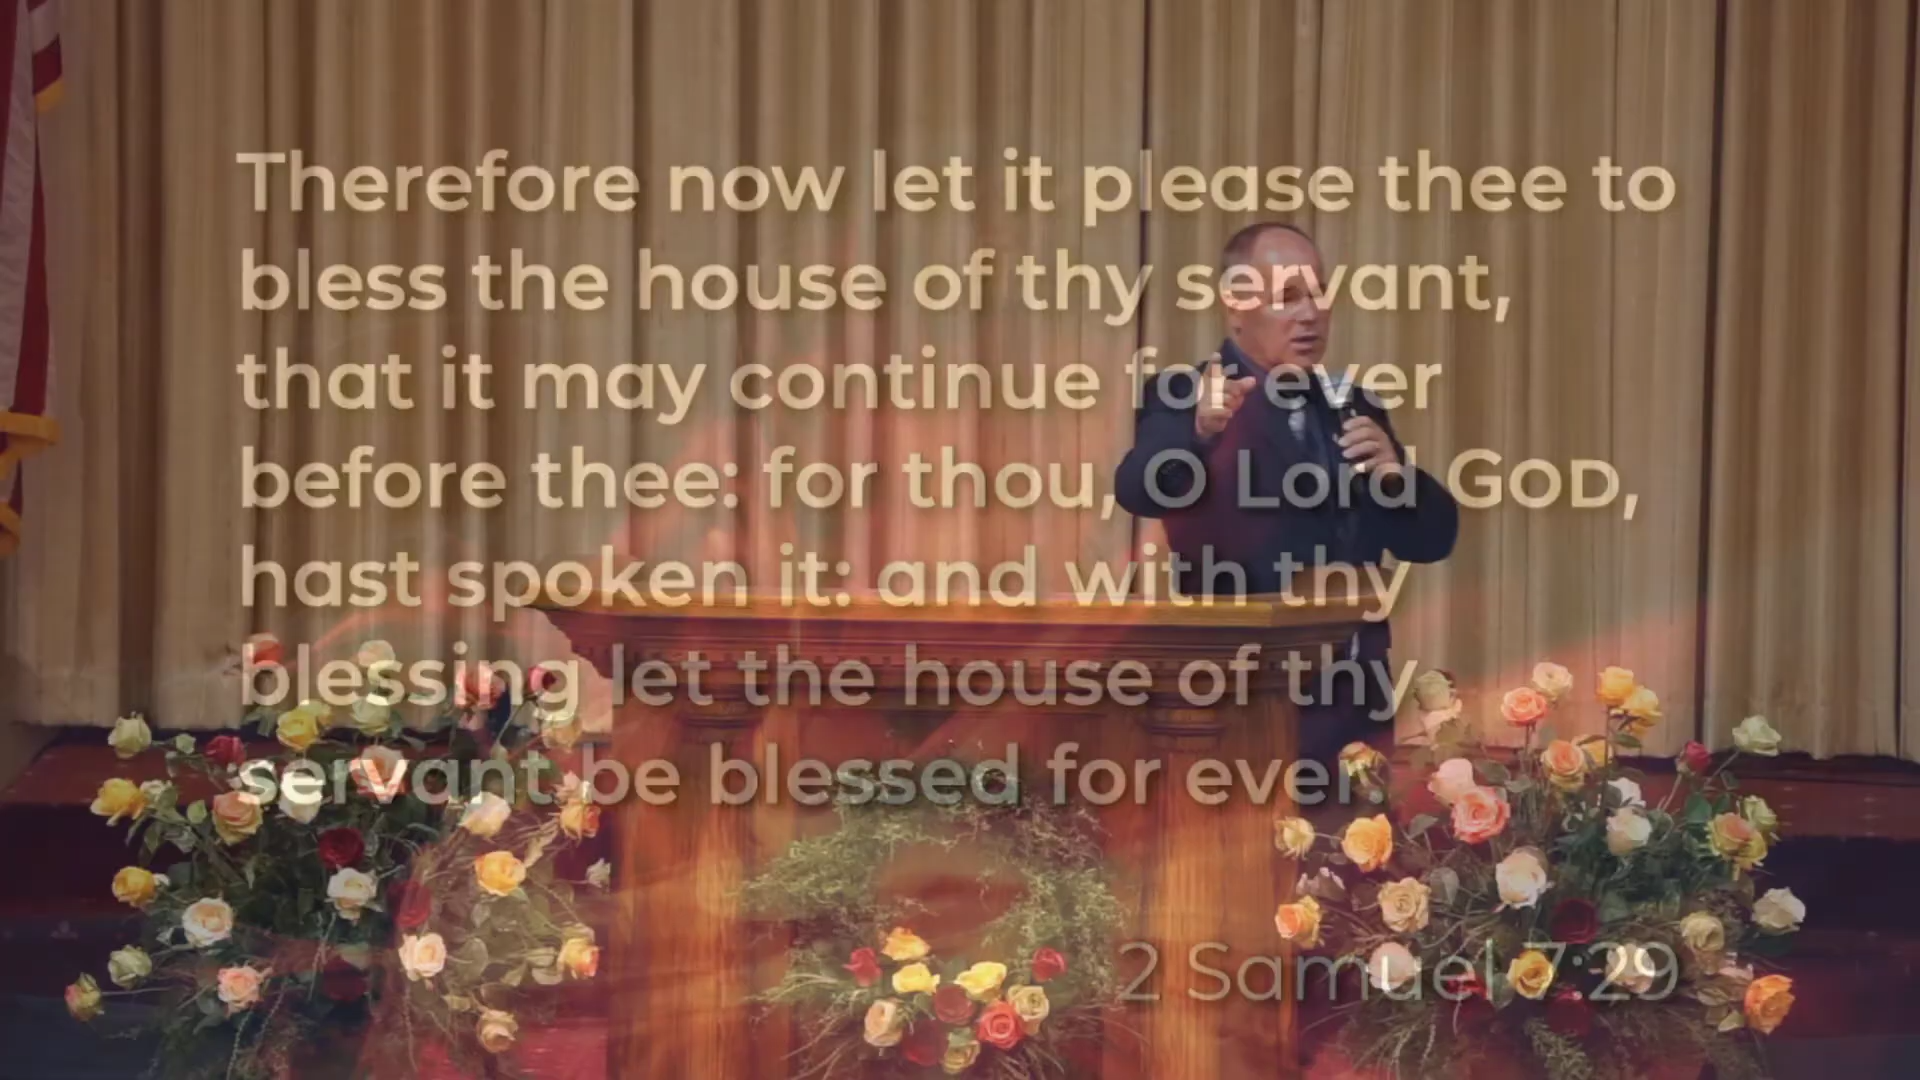 Therefore now let it please thee to
bless the house of thy servant,
that it may continue for ever
before thee: for thou, O Lord GOD,
hast spoken it: and with thy
blessing let the house of thy
servant be blessed for ever.
2 Samuel 7:29